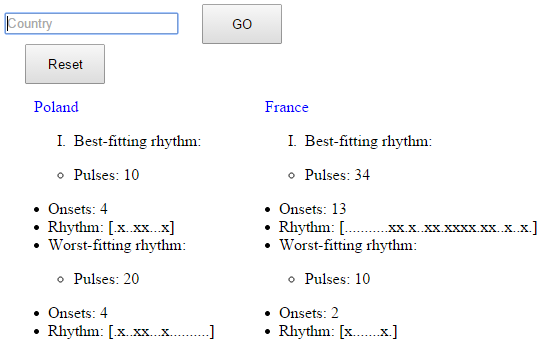 Country
GO
Reset
Poland
I. Best-fitting rhythm:
Pulses: 10
Onsets: 4
Rhythm: [.x..xx...x]
Worst-fitting rhythm:
Pulses: 20
Onsets: 4
Rhythm: [.x..xx...x..........]
France
I. Best-fitting rhythm:
Pulses: 34
Onsets: 13
Rhythm: [...........xx.x..xx.xxxx.xx..x..x.]
Worst-fitting rhythm:
Pulses: 10
Onsets: 2
Rhythm: [x.......x.]